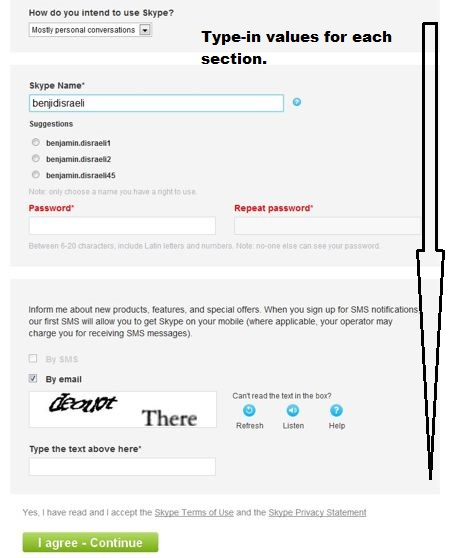 How do you intend to use Skype?
Mostly personal conversations
Type-in values for each
section.
Skype Name*
benjidisraeli
?
Suggestions
benjamin.disraeli1
benjamin.disraeli2
benjamin.disraeli45
Note: only choose a name you have a right to use.
Password* Repeat password*
Between 6-20 characters, include Latin letters and numbers. Note: no-one else can see your password.
Inform me about new products, features, and special offers. When you sign up for SMS notifications
our first SMS will allow you to get Skype on your mobile (where applicable, your operator may
charge you for receiving SMS messages).
By SMS
By email
There
Can't read the text in the box?
Refresh Listen Help
Type the text above here*
Yes, I have read and I accept the Skype Terms of Use and the Skype Privacy Statement
I agree - Continue